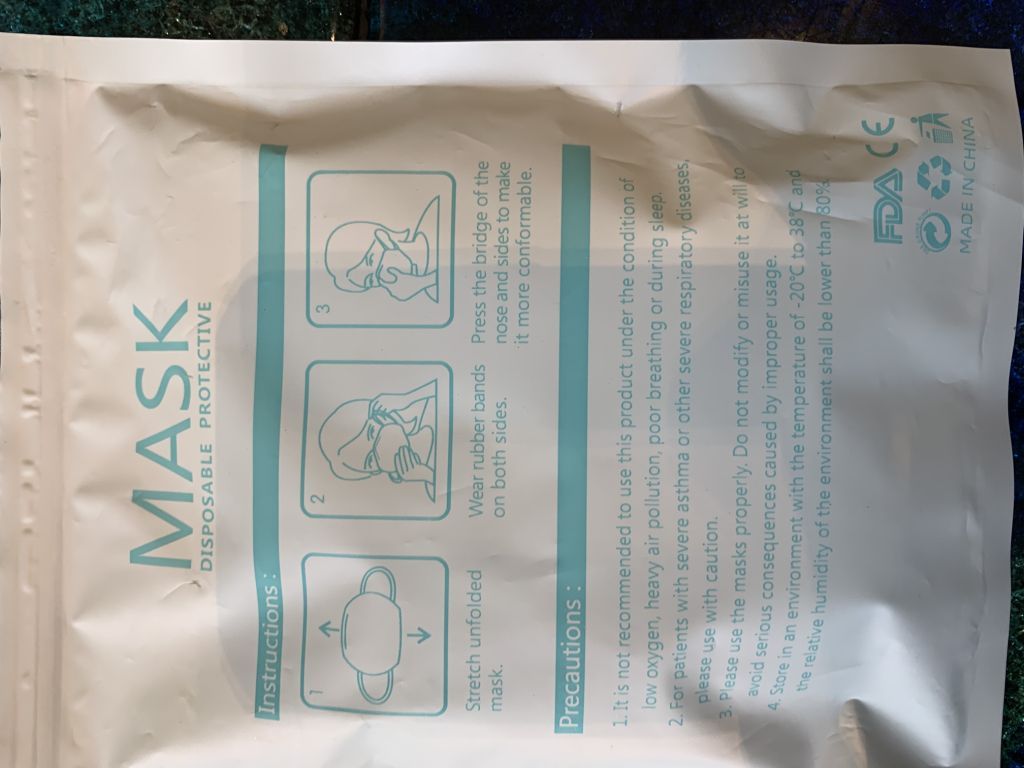 MASK
DISPOSABLE PROTECTIVE
Instructions :
1
Stretch unfolded
mask.
2
Wear rubber bands
on both sides.
3
Press the bridge of the
nose and sides to make
it more conformable.
Precautions :
1. It is not recommended to use this product under the condition of
low oxygen, heavy air pollution, poor breathing or during sleep.
2. For patients with severe asthma or other severe respiratory diseases,
please use with caution.
3. Please use the masks properly. Do not modify or misuse it at will to
avoid serious consequences caused by improper usage.
4. Store in an environment with the temperature of -20℃ to 38℃ and
the relative humidity of the environment shall be lower than 80%.
FDA CE
MADE IN CHINA